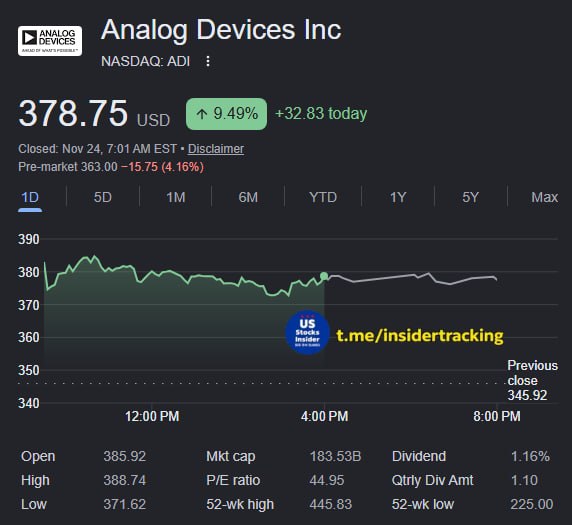 ANALOG
DEVICES
AHEAD OF WHAT'S POSSIBLE™
Analog Devices Inc
NASDAQ: ADI
378.75 USD ↑ 9.49% +32.83 today
Closed: Nov 24, 7:01 AM EST • Disclaimer
Pre-market 363.00 −15.75 (4.16%)
1D 5D 1M 6M YTD 1Y 5Y Max
390
380
370
360
350
340
US
Stocks
Insider
t.me/insidertracking
Previous
close
345.92
12:00 PM 4:00 PM 8:00 PM
Open 385.92 Mkt cap 183.53B Dividend 1.16%
High 388.74 P/E ratio 44.95 Qtrly Div Amt 1.10
Low 371.62 52-wk high 445.83 52-wk low 225.00